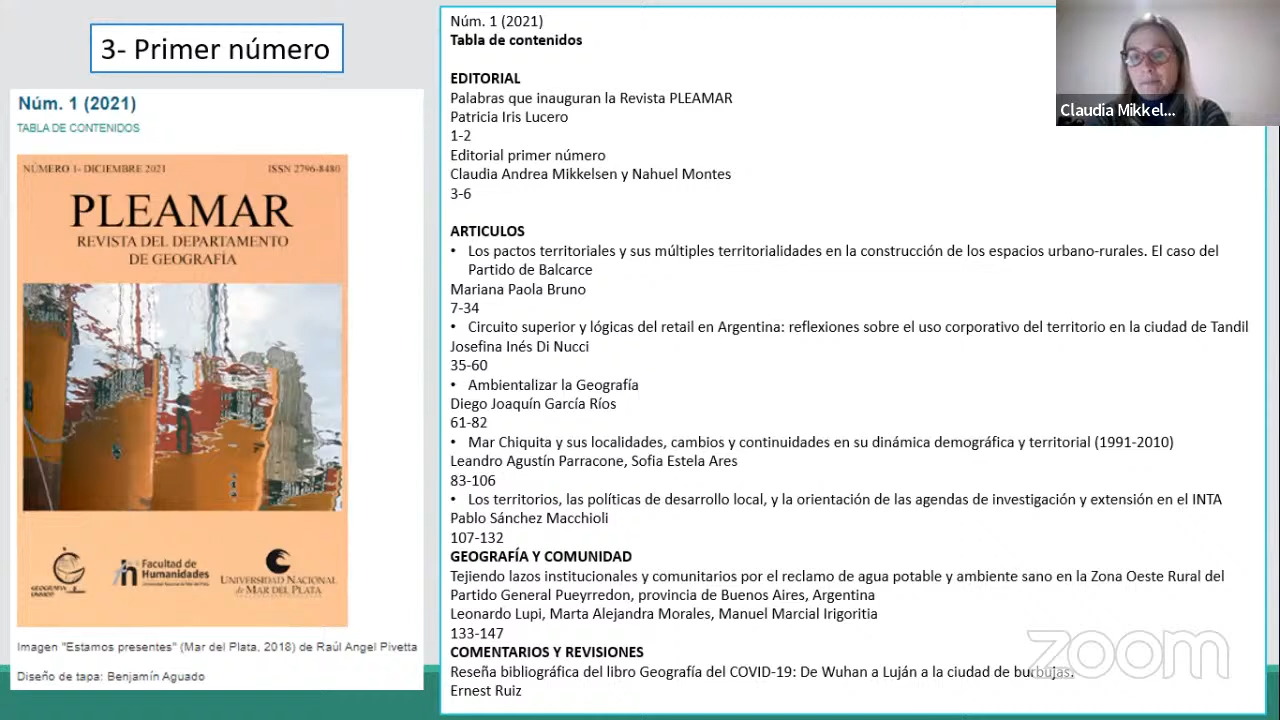 3- Primer número
Núm. 1 (2021)
TABLA DE CONTENIDOS
NÚMERO 1- DICIEMBRE 2021
ISSN 2796-8480
PLEAMAR
REVISTA DEL DEPARTAMENTO
DE GEOGRAFÍA
Facultad de
Humanidades
UNIVERSIDAD NACIONAL
DE MAR DEL PLATA
Imagen "Estamos presentes" (Mar del Plata, 2018) de Raúl Angel Pivetta
Diseño de tapa: Benjamín Aguado
Núm. 1 (2021)
Tabla de contenidos
EDITORIAL
Palabras que inauguran la Revista PLEAMAR
Patricia Iris Lucero
1-2
Editorial primer número
Claudia Andrea Mikkelsen y Nahuel Montes
3-6
ARTICULOS
• Los pactos territoriales y sus múltiples territorialidades en la construcción de los espacios urbano-rurales. El caso del
Partido de Balcarce
Mariana Paola Bruno
7-34
• Circuito superior y lógicas del retail en Argentina: reflexiones sobre el uso corporativo del territorio en la ciudad de Tandil
Josefina Inés Di Nucci
35-60
• Ambientalizar la Geografía
Diego Joaquín García Ríos
61-82
• Mar Chiquita y sus localidades, cambios y continuidades en su dinámica demográfica y territorial (1991-2010)
Leandro Agustín Parracone, Sofia Estela Ares
83-106
• Los territorios, las políticas de desarrollo local, y la orientación de las agendas de investigación y extensión en el INTA
Pablo Sánchez Macchioli
107-132
GEOGRAFÍA Y COMUNIDAD
Tejiendo lazos institucionales y comunitarios por el reclamo de agua potable y ambiente sano en la Zona Oeste Rural del
Partido General Pueyrredon, provincia de Buenos Aires, Argentina
Leonardo Lupi, Marta Alejandra Morales, Manuel Marcial Irigoritia
133-147
COMENTARIOS Y REVISIONES
Reseña bibliográfica del libro Geografía del COVID-19: De Wuhan a Luján a la ciudad de burbujas.
Ernest Ruiz
Claudia Mikkel...
zoom